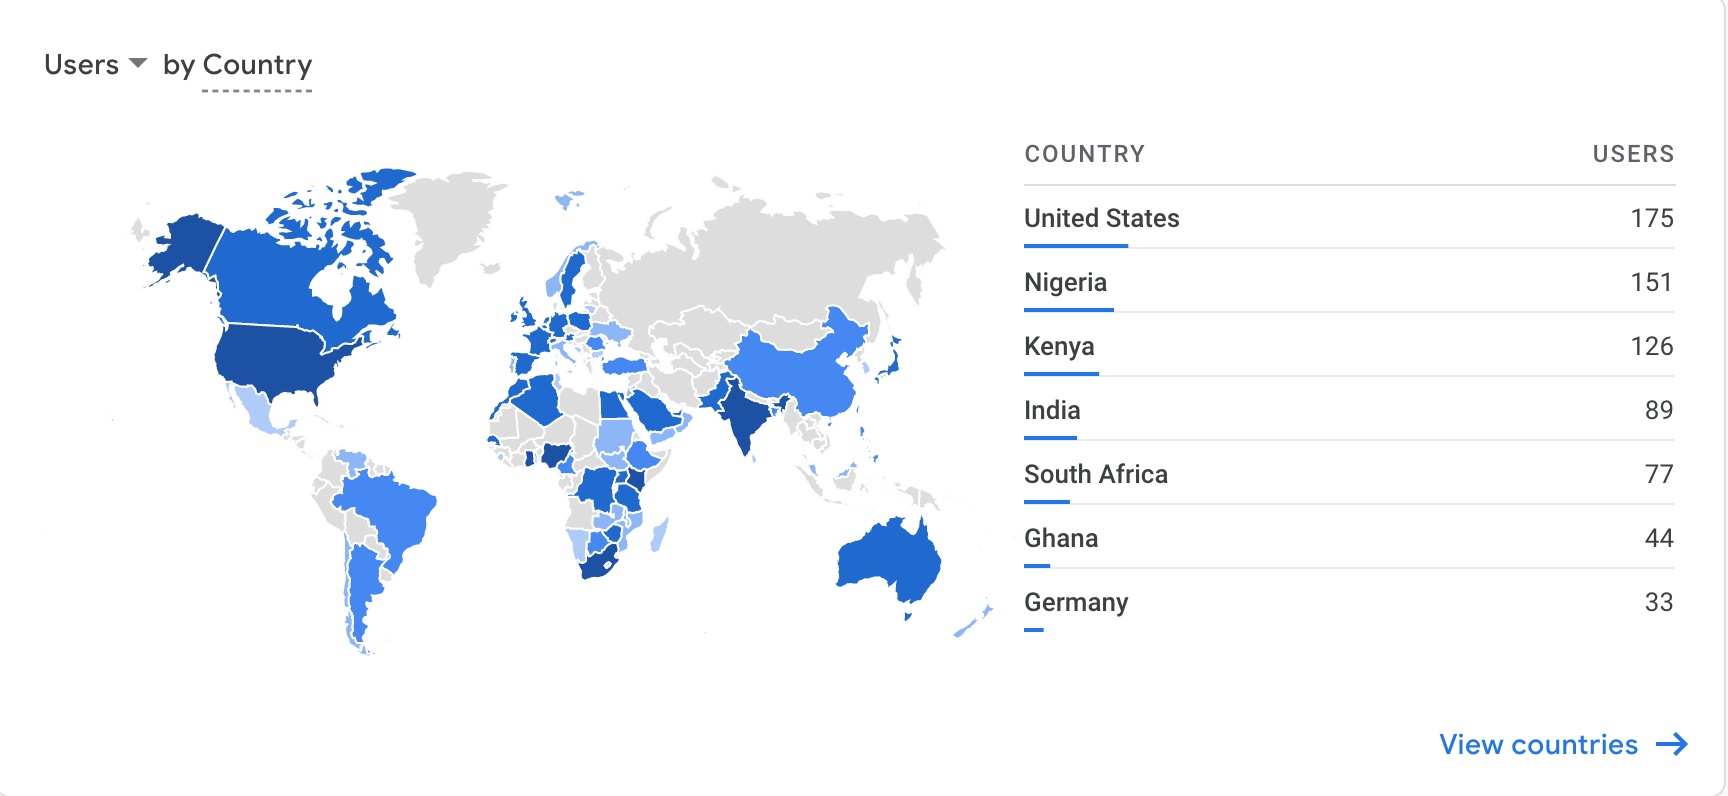 Users by Country
COUNTRY USERS
United States 175
Nigeria 151
Kenya 126
India 89
South Africa 77
Ghana 44
Germany 33
View countries